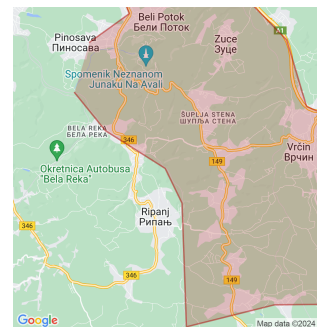 Beli Potok
Бели Поток
Pinosava
Пиносава
Zuce
Зуце
A1
Spomenik Neznanom
Junaku Na Avali
ŠUPLJA STENA
ШУПЉА СТЕНА
BELA REKA
БЕЛА РЕКА
346
Vrčin
Врчин
149
Okretnica Autobusa
"Bela Reka"
Ripanj
Рипањ
346
346
149
Google
Map data ©2024